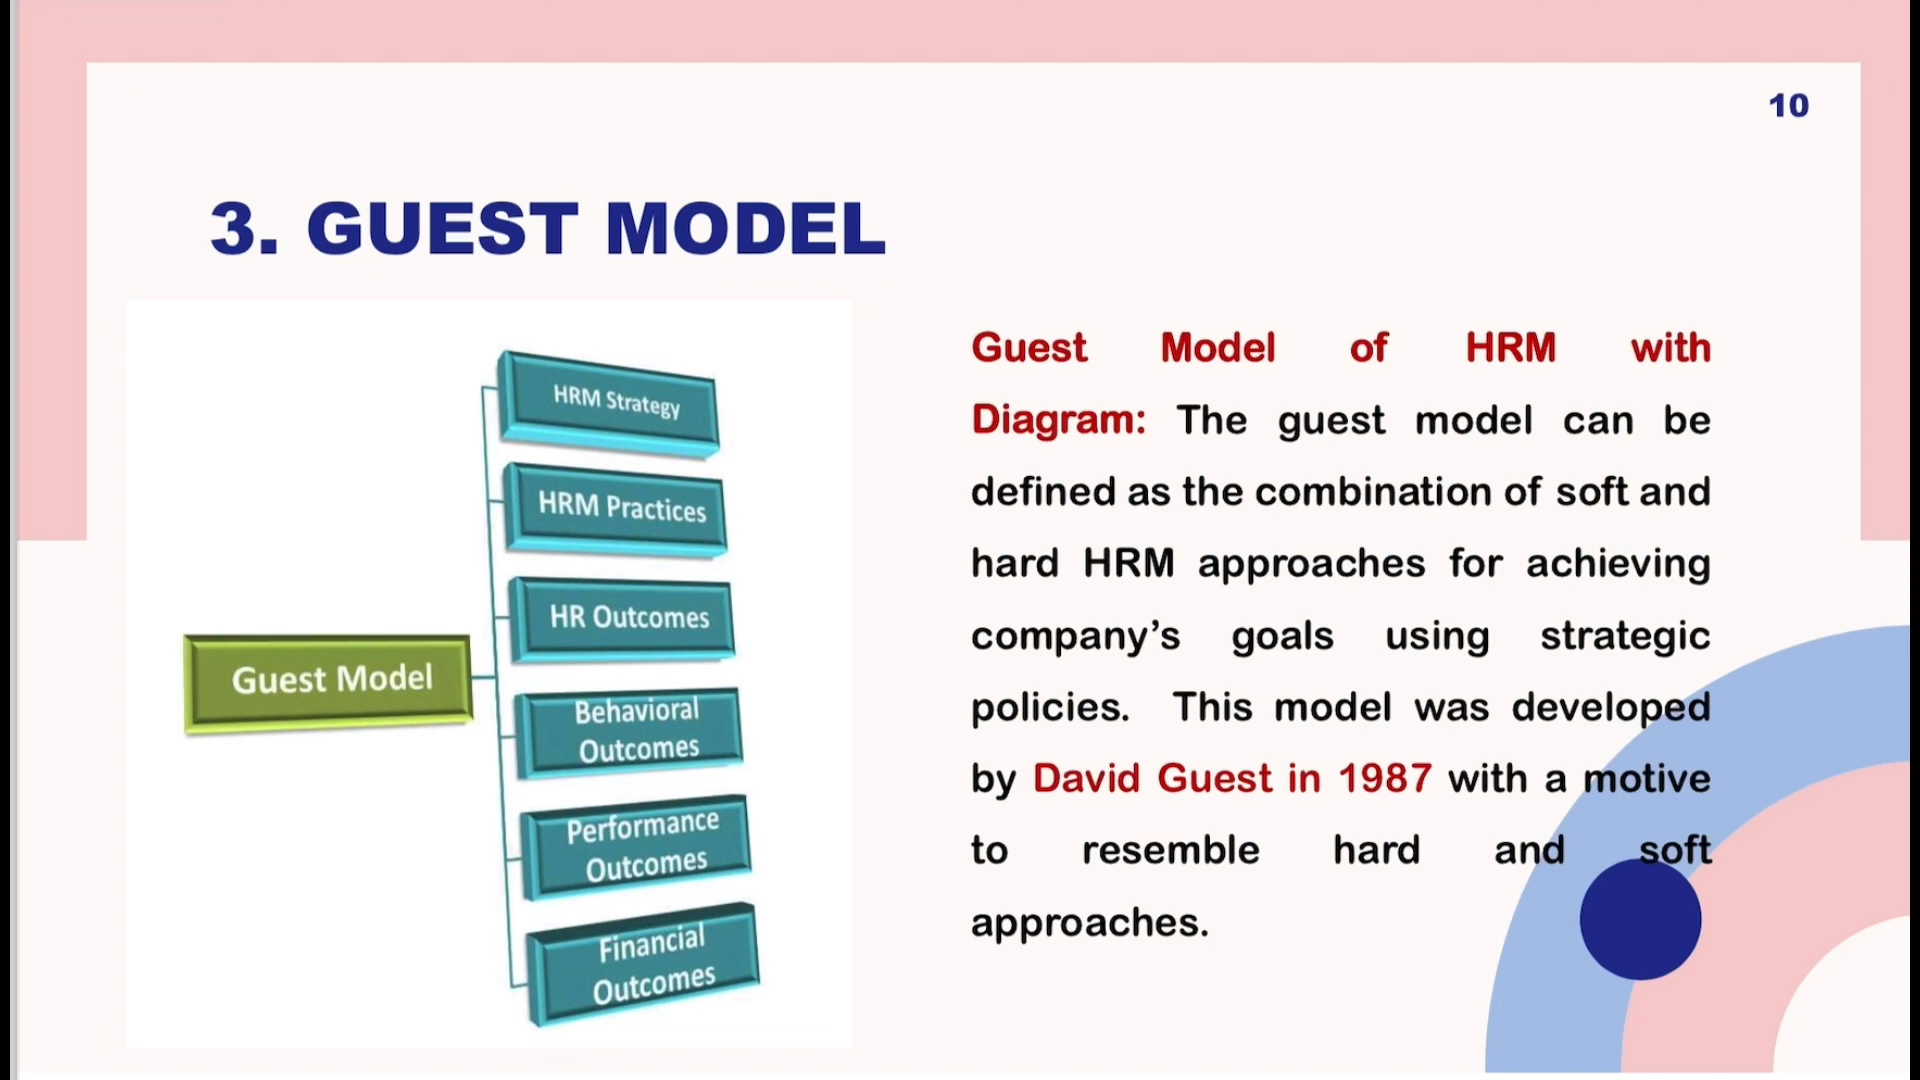 10
3. GUEST MODEL
Guest Model
HRM Strategy
HRM Practices
HR Outcomes
Behavioral
Outcomes
Performance
Outcomes
Financial
Outcomes
Guest Model of HRM with
Diagram: The guest model can be
defined as the combination of soft and
hard HRM approaches for achieving
company’s goals using strategic
policies. This model was developed
by David Guest in 1987 with a motive
to resemble hard and soft
approaches.